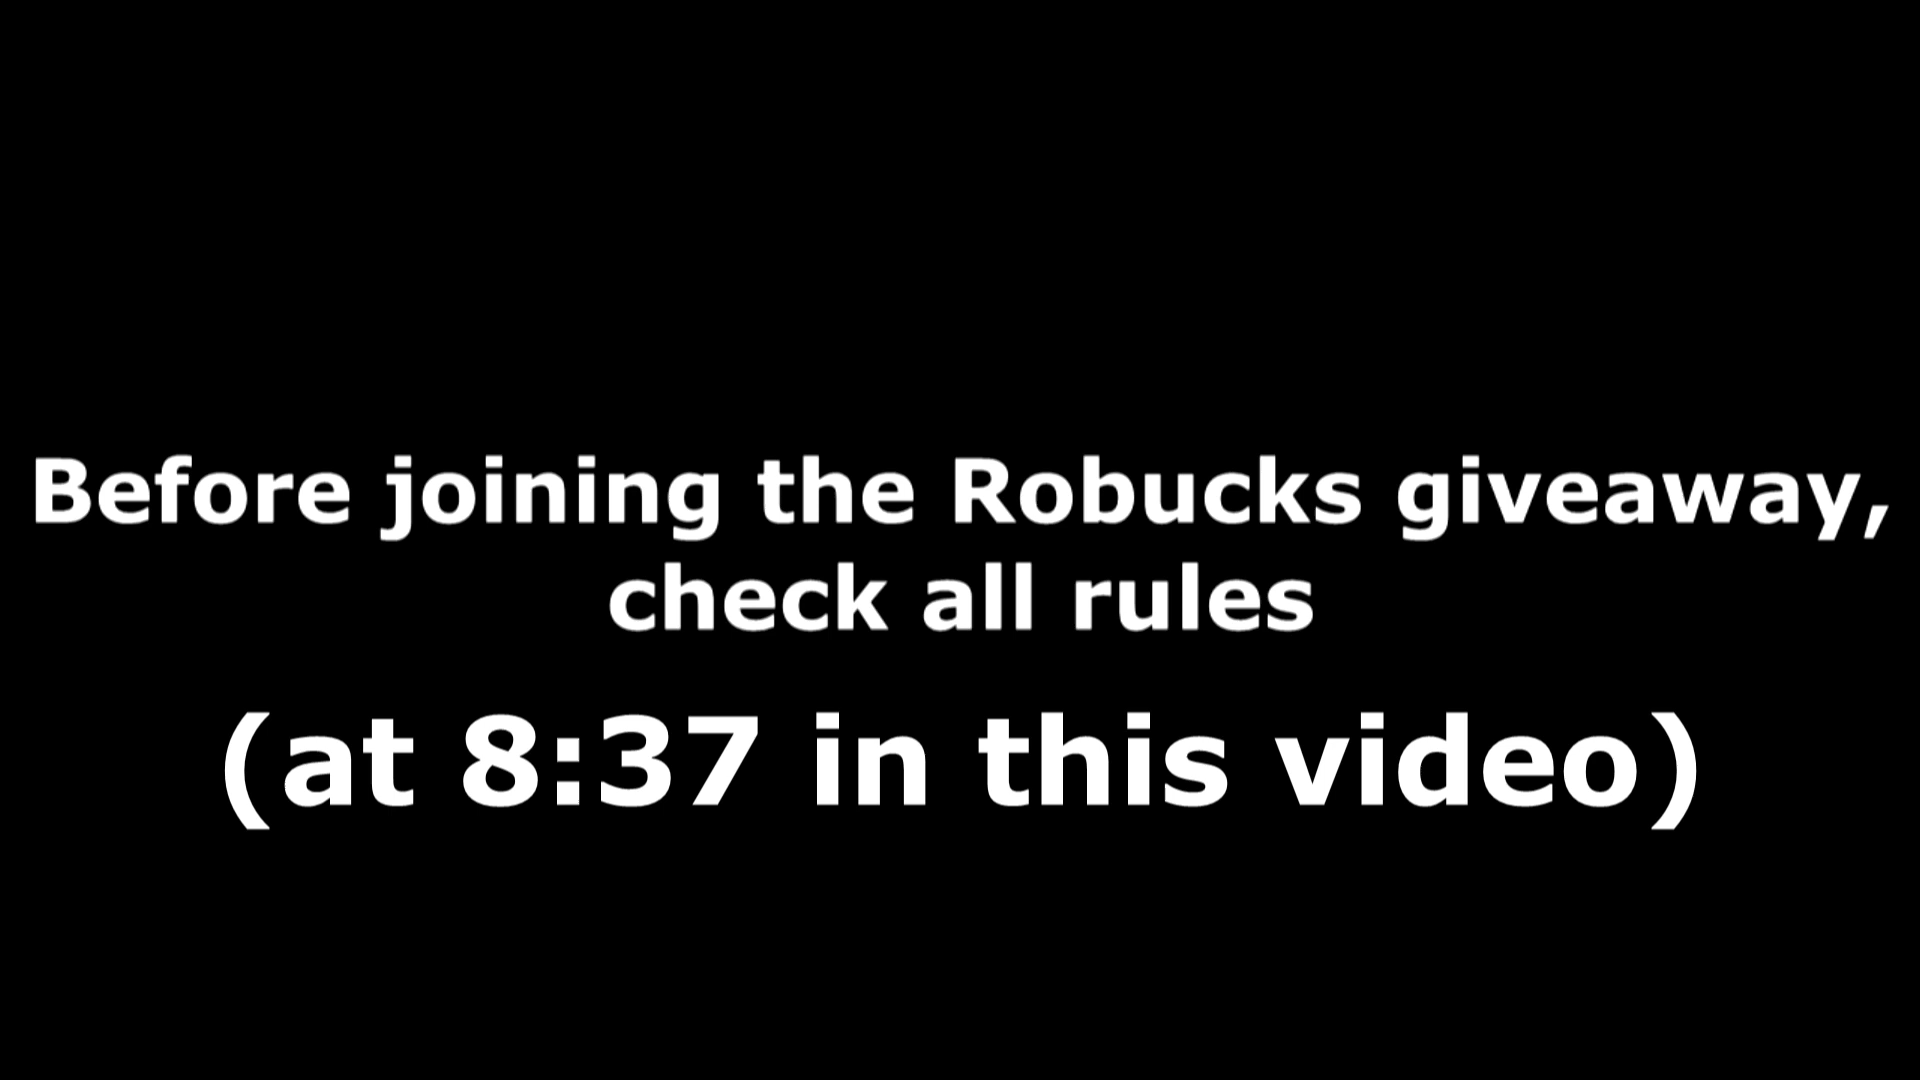 Before joining the Robucks giveaway,
check all rules
(at 8:37 in this video)